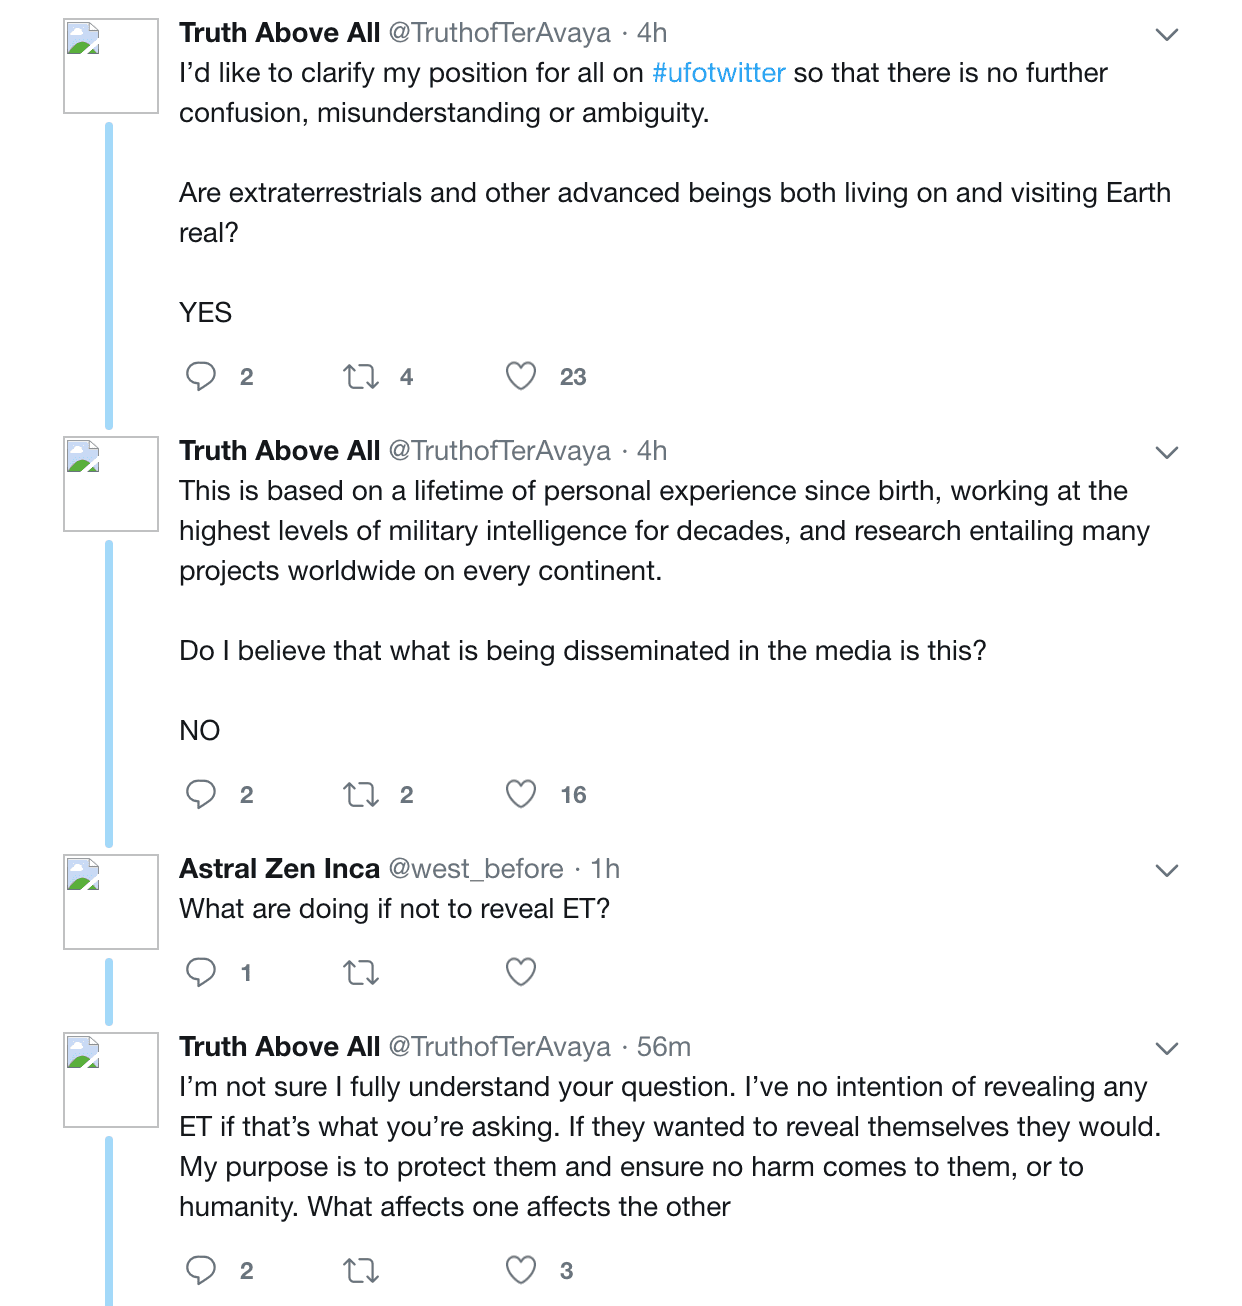 Truth Above All @TruthofTerAvaya · 4h
I’d like to clarify my position for all on #ufotwitter so that there is no further
confusion, misunderstanding or ambiguity.
Are extraterrestrials and other advanced beings both living on and visiting Earth
real?
YES
2 4 23
Truth Above All @TruthofTerAvaya · 4h
This is based on a lifetime of personal experience since birth, working at the
highest levels of military intelligence for decades, and research entailing many
projects worldwide on every continent.
Do I believe that what is being disseminated in the media is this?
NO
2 2 16
Astral Zen Inca @west_before · 1h
What are doing if not to reveal ET?
1
Truth Above All @TruthofTerAvaya · 56m
I’m not sure I fully understand your question. I’ve no intention of revealing any
ET if that’s what you’re asking. If they wanted to reveal themselves they would.
My purpose is to protect them and ensure no harm comes to them, or to
humanity. What affects one affects the other
2 3